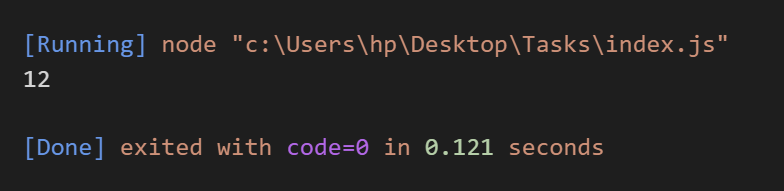 [Running] node "c:\Users\hp\Desktop\Tasks\index.js"
12
[Done] exited with code=0 in 0.121 seconds